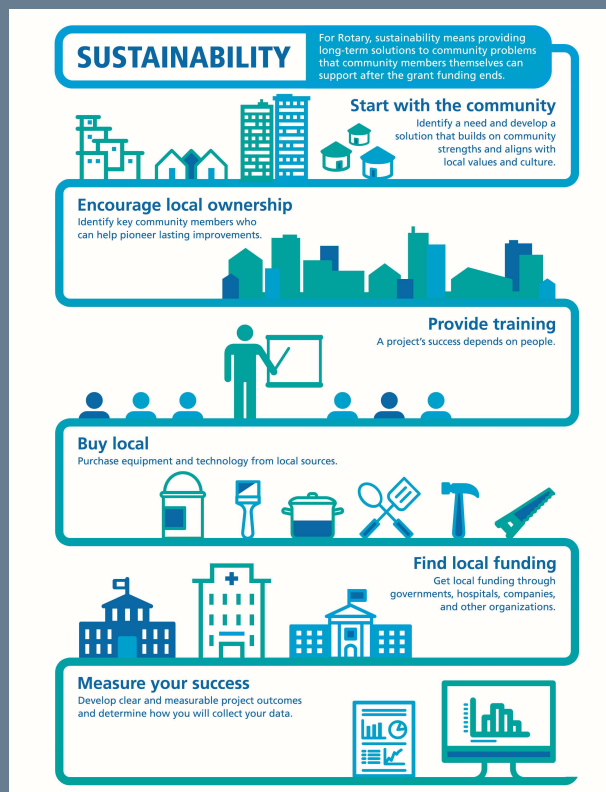 SUSTAINABILITY
For Rotary, sustainability means providing
long-term solutions to community problems
that community members themselves can
support after the grant funding ends.
Start with the community
Identify a need and develop a
solution that builds on community
strengths and aligns with
local values and culture.
Encourage local ownership
Identify key community members who
can help pioneer lasting improvements.
Provide training
A project's success depends on people.
Buy local
Purchase equipment and technology from local sources.
Find local funding
Get local funding through
governments, hospitals, companies,
and other organizations.
Measure your success
Develop clear and measurable project outcomes
and determine how you will collect your data.